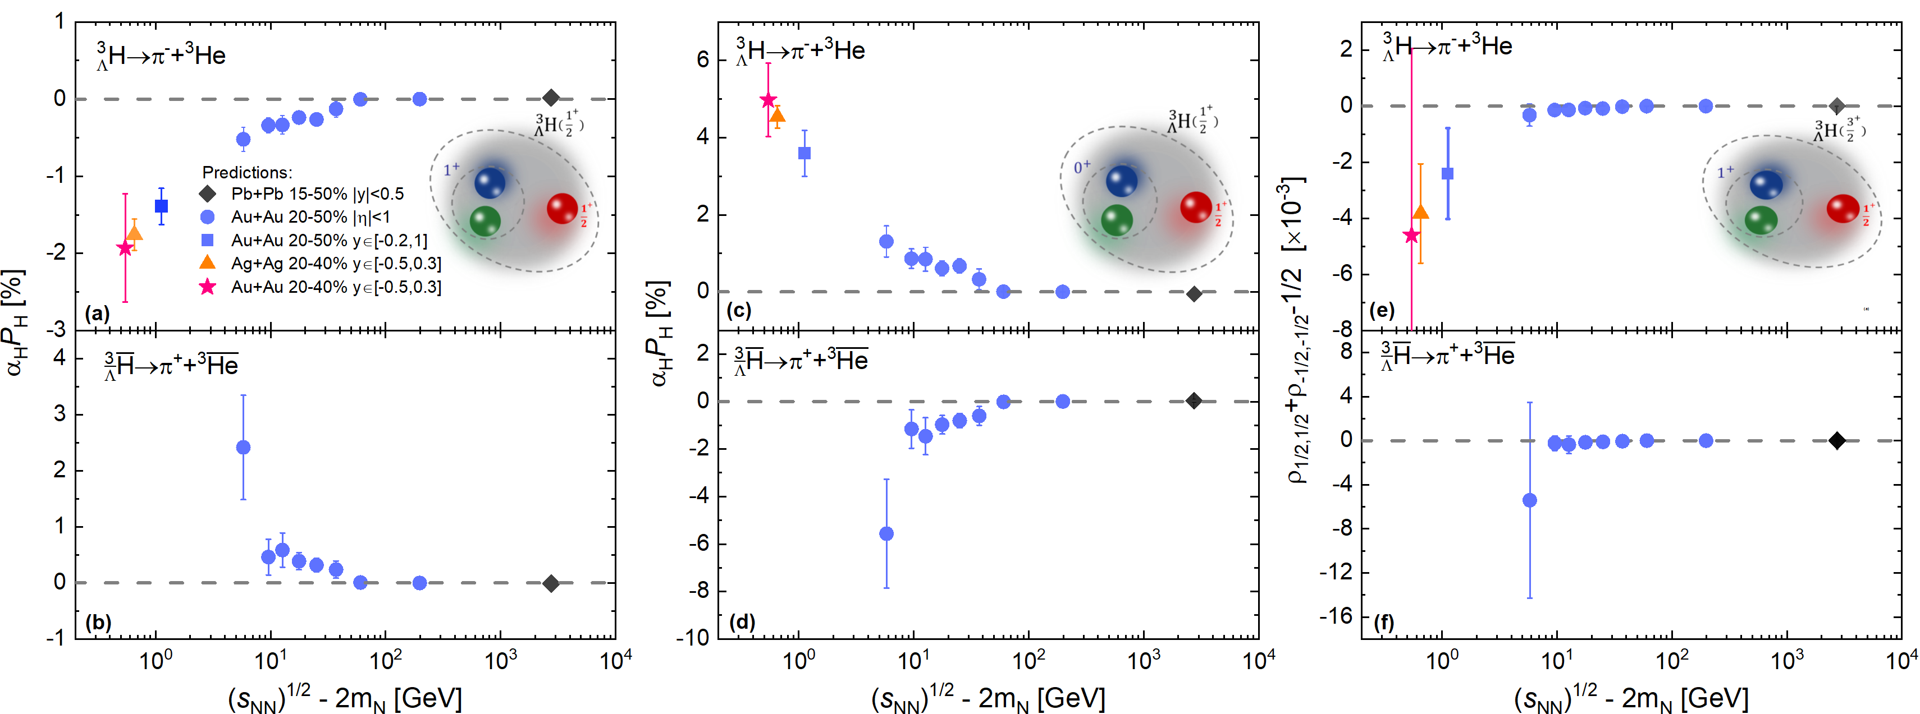 ³ΛH→π⁻+³He
(a)
1
0
-1
-2
-3
αHPH [%]
³ΛH(½⁺)
1⁺
½⁺
Predictions:
Pb+Pb 15-50% |y|<0.5
Au+Au 20-50% |η|<1
Au+Au 20-50% y∈[-0.2,1]
Ag+Ag 20-40% y∈[-0.5,0.3]
Au+Au 20-40% y∈[-0.5,0.3]
³Λ̅H̅→π⁺+³H̅e̅
(b)
4
3
2
1
0
-1
10⁰ 10¹ 10² 10³ 10⁴
(sNN)^1/2 - 2mN [GeV]
³ΛH→π⁻+³He
(c)
6
4
2
0
αHPH [%]
³ΛH(½⁺)
0⁺
½⁺
³Λ̅H̅→π⁺+³H̅e̅
(d)
2
0
-2
-4
-6
-8
-10
10⁰ 10¹ 10² 10³ 10⁴
(sNN)^1/2 - 2mN [GeV]
³ΛH→π⁻+³He
(e)
2
0
-2
-4
-6
-8
ρ1/2,1/2+ρ-1/2,-1/2-1/2 [×10⁻³]
³ΛH(3/2⁺)
1⁺
½⁺
³Λ̅H̅→π⁺+³H̅e̅
(f)
8
4
0
-4
-8
-12
-16
10⁰ 10¹ 10² 10³ 10⁴
(sNN)^1/2 - 2mN [GeV]